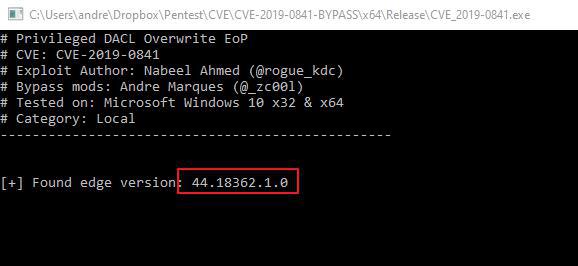 C:\Users\andre\Dropbox\Pentest\CVE\CVE-2019-0841-BYPASS\x64\Release\CVE_2019-0841.exe
# Privileged DACL Overwrite EoP
# CVE: CVE-2019-0841
# Exploit Author: Nabeel Ahmed (@rogue_kdc)
# Bypass mods: Andre Marques (@_zc00l)
# Tested on: Microsoft Windows 10 x32 & x64
# Category: Local
------------------------------------------------
[+] Found edge version: 44.18362.1.0